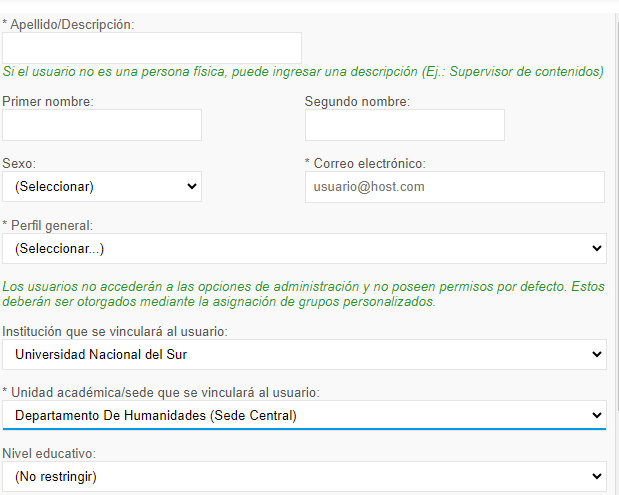 * Apellido/Descripción:
Si el usuario no es una persona física, puede ingresar una descripción (Ej.: Supervisor de contenidos)
Primer nombre:
Segundo nombre:
Sexo:
(Seleccionar)
* Correo electrónico:
usuario@host.com
* Perfil general:
(Seleccionar...)
Los usuarios no accederán a las opciones de administración y no poseen permisos por defecto. Estos
deberán ser otorgados mediante la asignación de grupos personalizados.
Institución que se vinculará al usuario:
Universidad Nacional del Sur
* Unidad académica/sede que se vinculará al usuario:
Departamento De Humanidades (Sede Central)
Nivel educativo:
(No restringir)